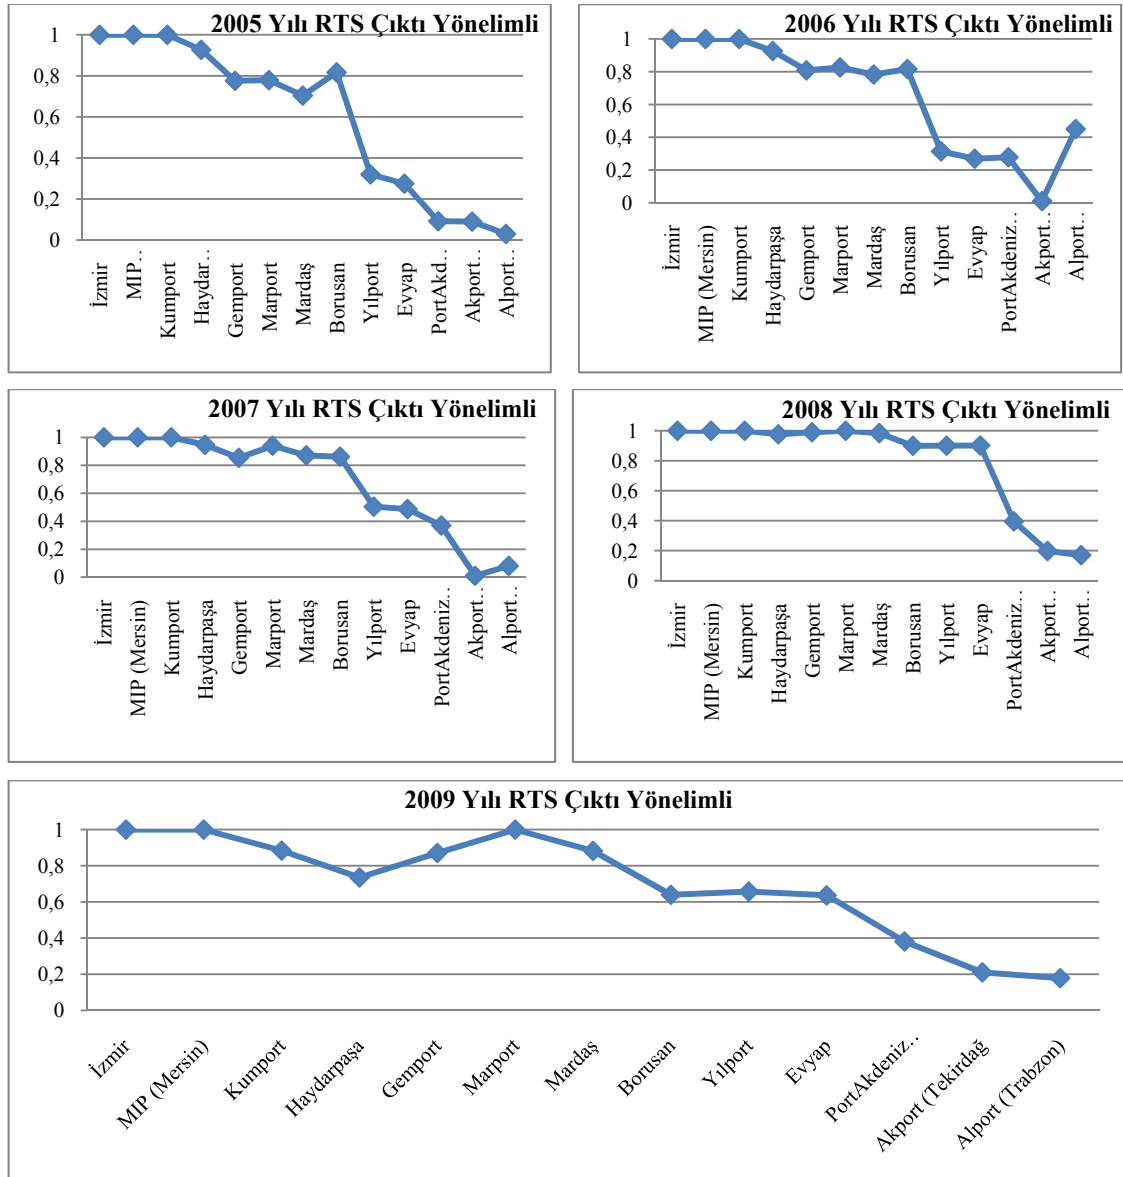 2005 Yılı RTS Çıktı Yönelimli
1
0,8
0,6
0,4
0,2
0
İzmir
MIP…
Kumport
Haydar…
Gemport
Marport
Mardaş
Borusan
Yılport
Evyap
PortAkd…
Akport…
Alport…
2006 Yılı RTS Çıktı Yönelimli
1
0,8
0,6
0,4
0,2
0
İzmir
MIP (Mersin)
Kumport
Haydarpaşa
Gemport
Marport
Mardaş
Borusan
Yılport
Evyap
PortAkdeniz…
Akport…
Alport…
2007 Yılı RTS Çıktı Yönelimli
1
0,8
0,6
0,4
0,2
0
İzmir
MIP (Mersin)
Kumport
Haydarpaşa
Gemport
Marport
Mardaş
Borusan
Yılport
Evyap
PortAkdeniz…
Akport…
Alport…
2008 Yılı RTS Çıktı Yönelimli
1
0,8
0,6
0,4
0,2
0
İzmir
MIP (Mersin)
Kumport
Haydarpaşa
Gemport
Marport
Mardaş
Borusan
Yılport
Evyap
PortAkdeniz…
Akport…
Alport…
2009 Yılı RTS Çıktı Yönelimli
1
0,8
0,6
0,4
0,2
0
İzmir
MIP (Mersin)
Kumport
Haydarpaşa
Gemport
Marport
Mardaş
Borusan
Yılport
Evyap
PortAkdeniz…
Akport (Tekirdağ
Alport (Trabzon)